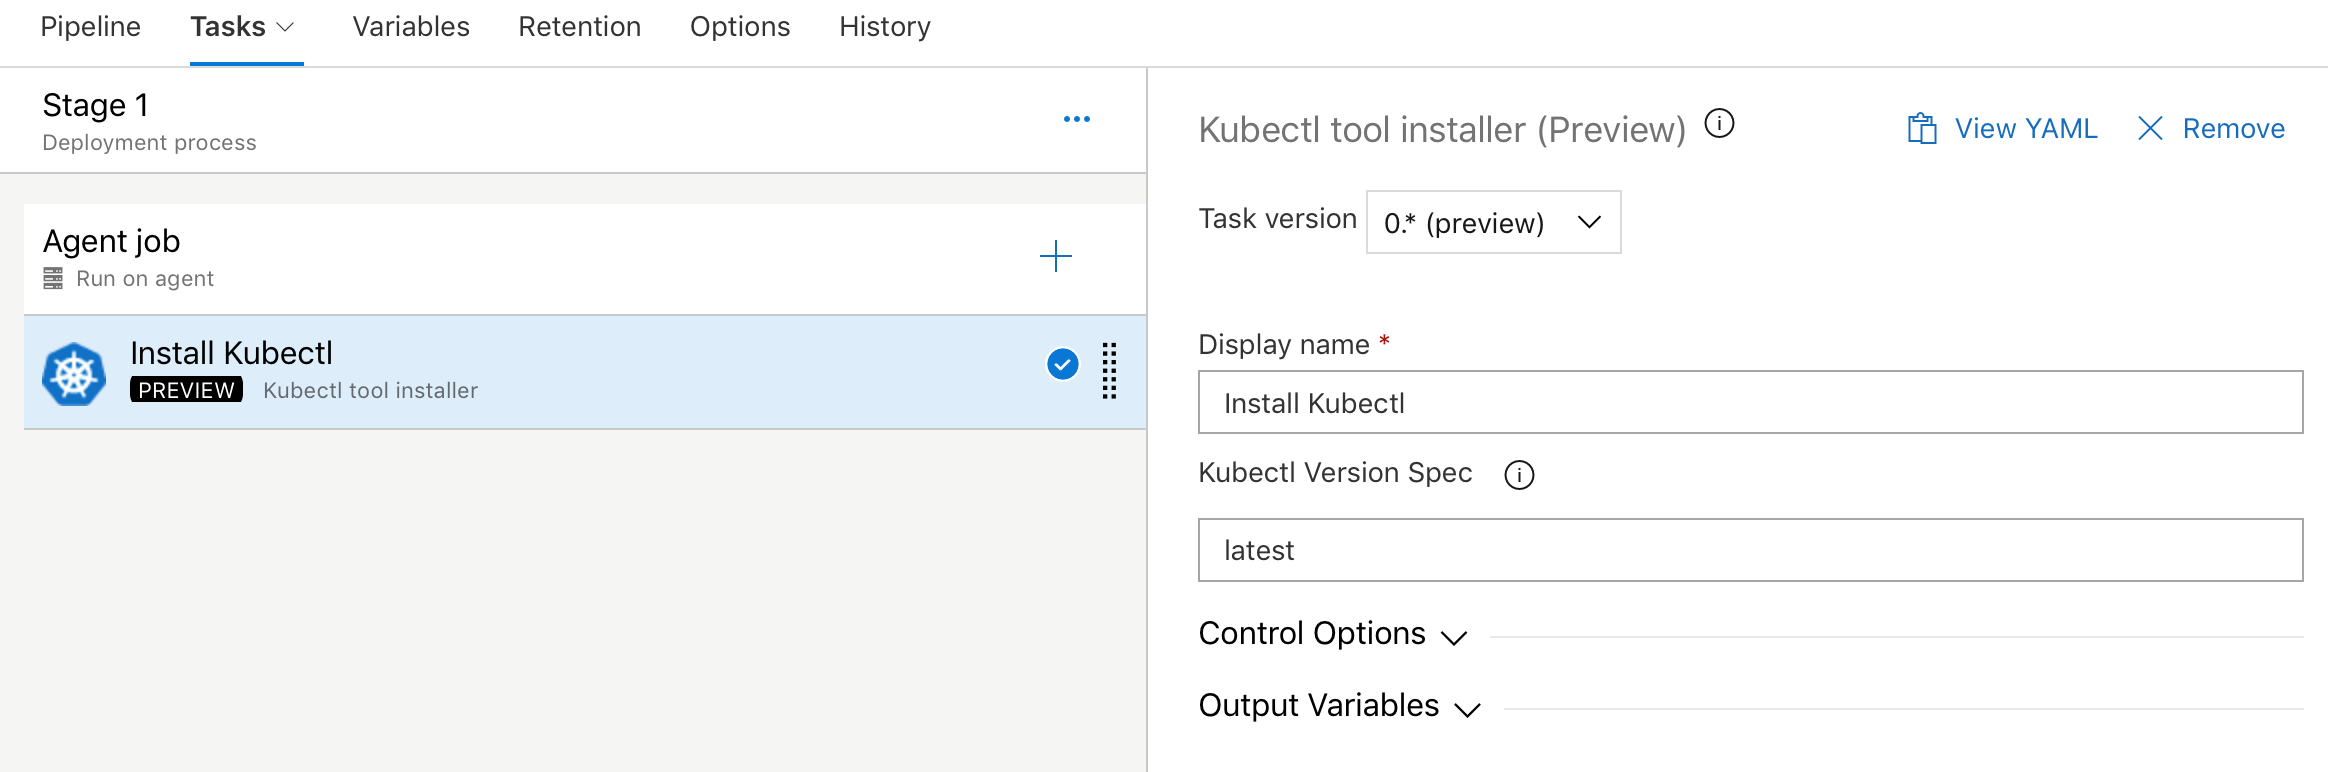 Pipeline Tasks Variables Retention Options History
Stage 1
Deployment process
Agent job
Run on agent
Install Kubectl
PREVIEW Kubectl tool installer
Kubectl tool installer (Preview) View YAML Remove
Task version 0.* (preview)
Display name *
Install Kubectl
Kubectl Version Spec
latest
Control Options
Output Variables